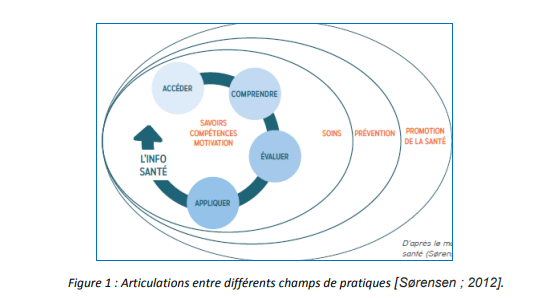 ACCÉDER
COMPRENDRE
SAVOIRS
COMPÉTENCES
MOTIVATION
SOINS
PRÉVENTION
PROMOTION
DE LA SANTÉ
ÉVALUER
L'INFO
SANTÉ
APPLIQUER
D'après le
santé
Figure 1 : Articulations entre différents champs de pratiques [Sørensen ; 2012].